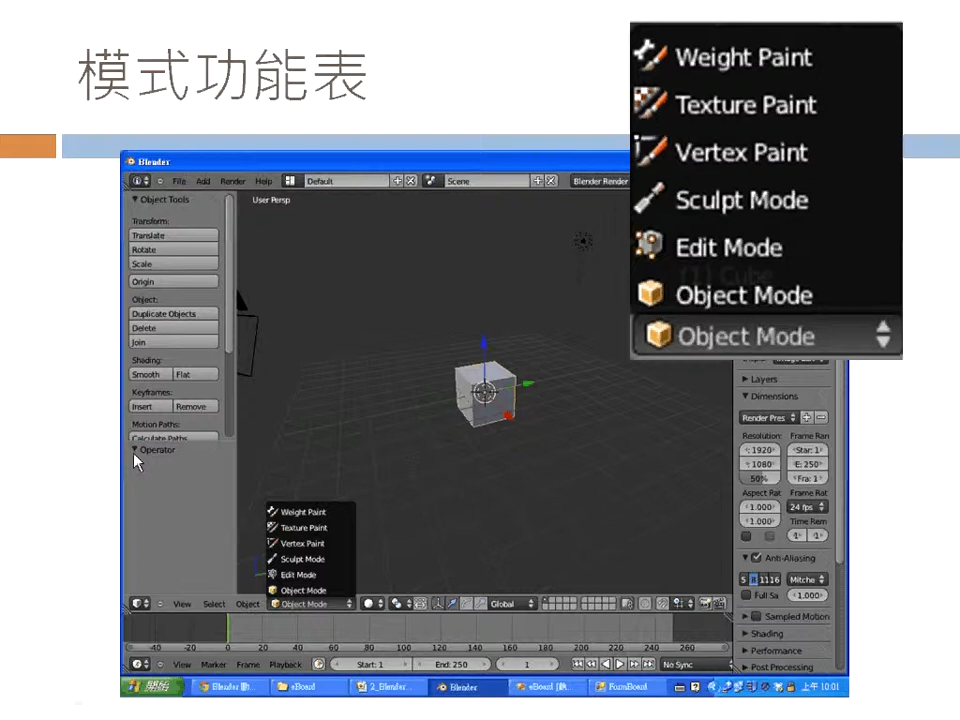 模式功能表
Weight Paint
Texture Paint
Vertex Paint
Sculpt Mode
Edit Mode
(1) Cube
Object Mode
Object Mode
Blender
File Add Render Help Default Scene Blender Render
Object Tools
User Persp
Transform:
Translate
Rotate
Scale
Origin
Object:
Duplicate Objects
Delete
Join
Shading:
Smooth Flat
Keyframes:
Insert Remove
Motion Paths:
Calculate Paths
Operator
Weight Paint
Texture Paint
Vertex Paint
Sculpt Mode
Edit Mode
Object Mode
View Select Object Object Mode Global
Layers
Dimensions
Render Pres
Resolution: Frame Ran
: 1920 Star: 1
: 1080 E: 250
50% Fra: 1
Aspect Rat Frame Rat
: 1.000 24 fps
: 1.000 Time Rem
Anti-Aliasing
5 8 11 16 Mitche
Full Sa : 1.000
Sampled Motion
Shading
Performance
Post Processing
-40 -20 0 20 40 60 80 100 120 140 160 180 200 220 240 260
View Marker Frame Playback Start: 1 End: 250 1 No Sync
開始 eBoard 2_Blender... Blender FormBoard 上午 10:01